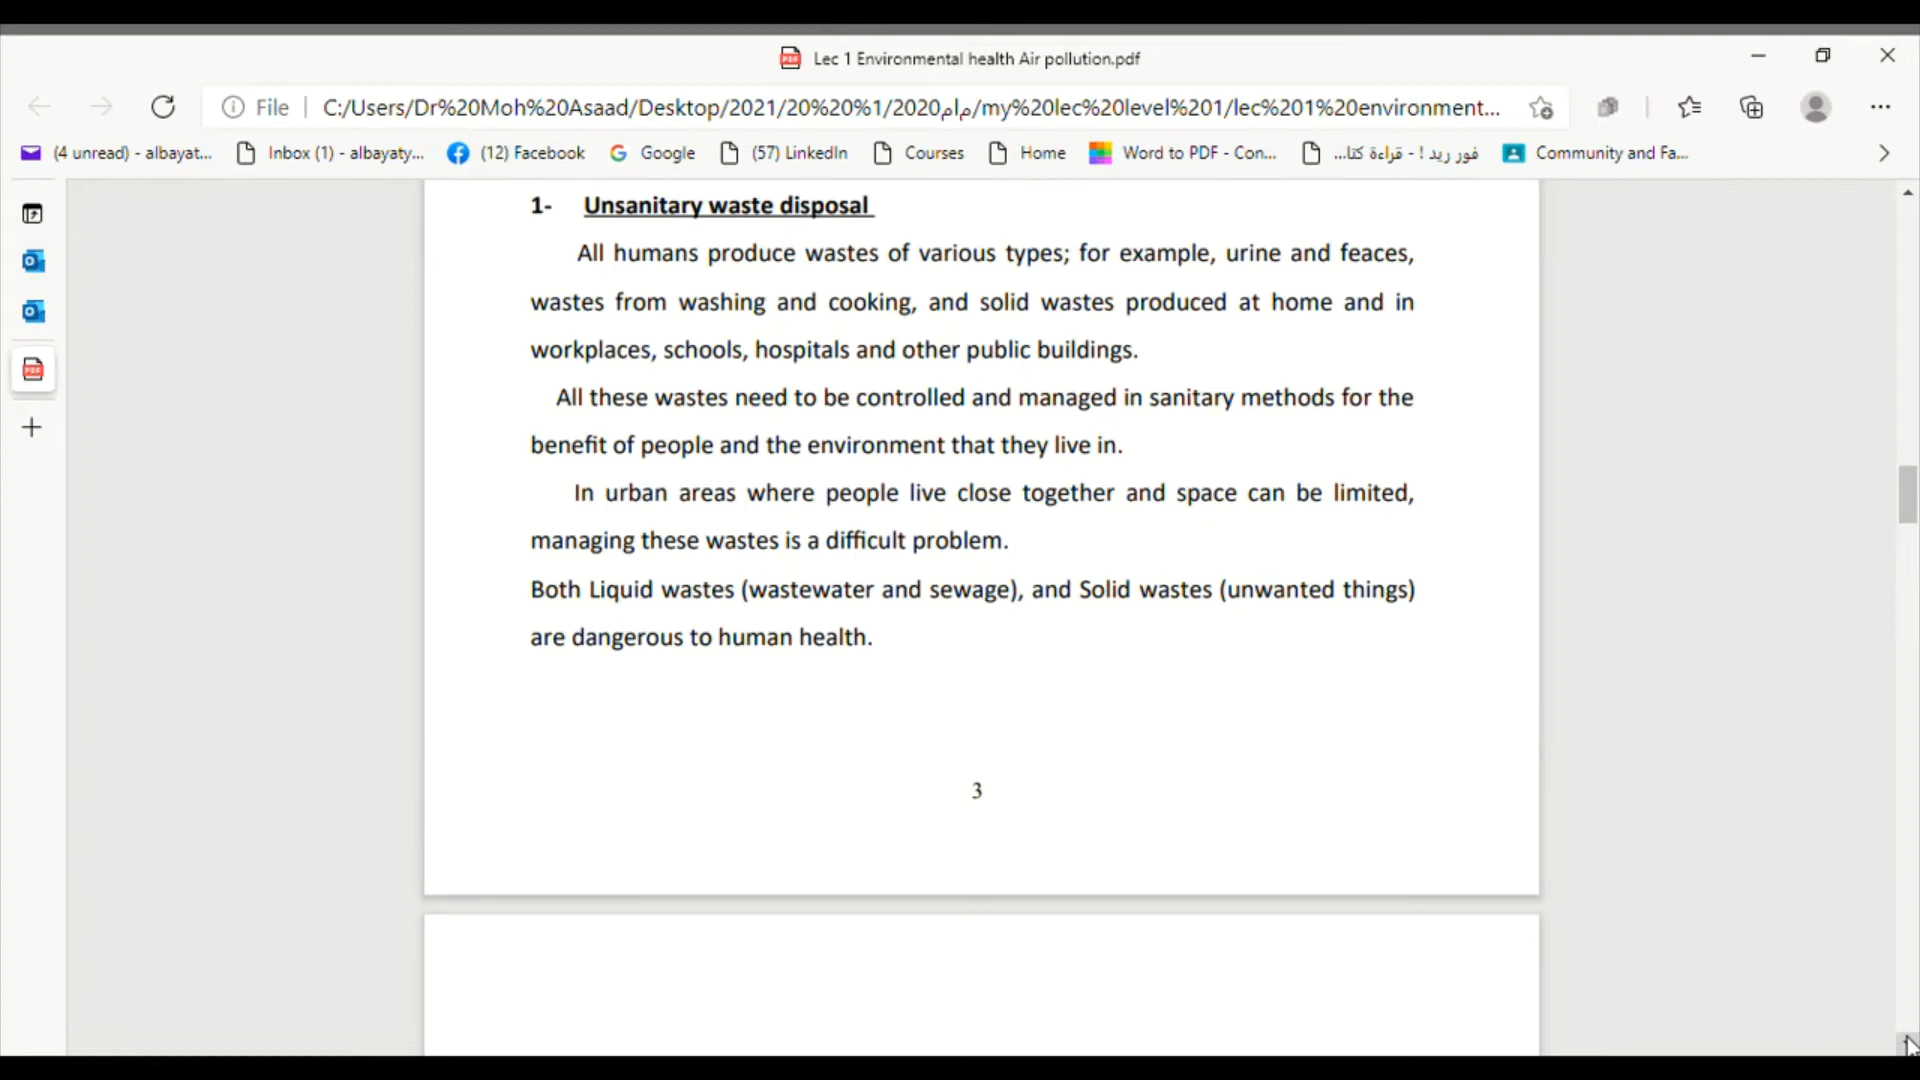 Lec 1 Environmental health Air pollution.pdf
File | C:/Users/Dr%20Moh%20Asaad/Desktop/2021/20%20%1/2020مام/my%20lec%20level%201/lec%201%20environment...
(4 unread) - albayat... Inbox (1) - albayaty... (12) Facebook Google (57) LinkedIn Courses Home Word to PDF - Con... فور ريد ! - قراءة كتا... Community and Fa...
1- Unsanitary waste disposal
All humans produce wastes of various types; for example, urine and feaces,
wastes from washing and cooking, and solid wastes produced at home and in
workplaces, schools, hospitals and other public buildings.
All these wastes need to be controlled and managed in sanitary methods for the
benefit of people and the environment that they live in.
In urban areas where people live close together and space can be limited,
managing these wastes is a difficult problem.
Both Liquid wastes (wastewater and sewage), and Solid wastes (unwanted things)
are dangerous to human health.
3